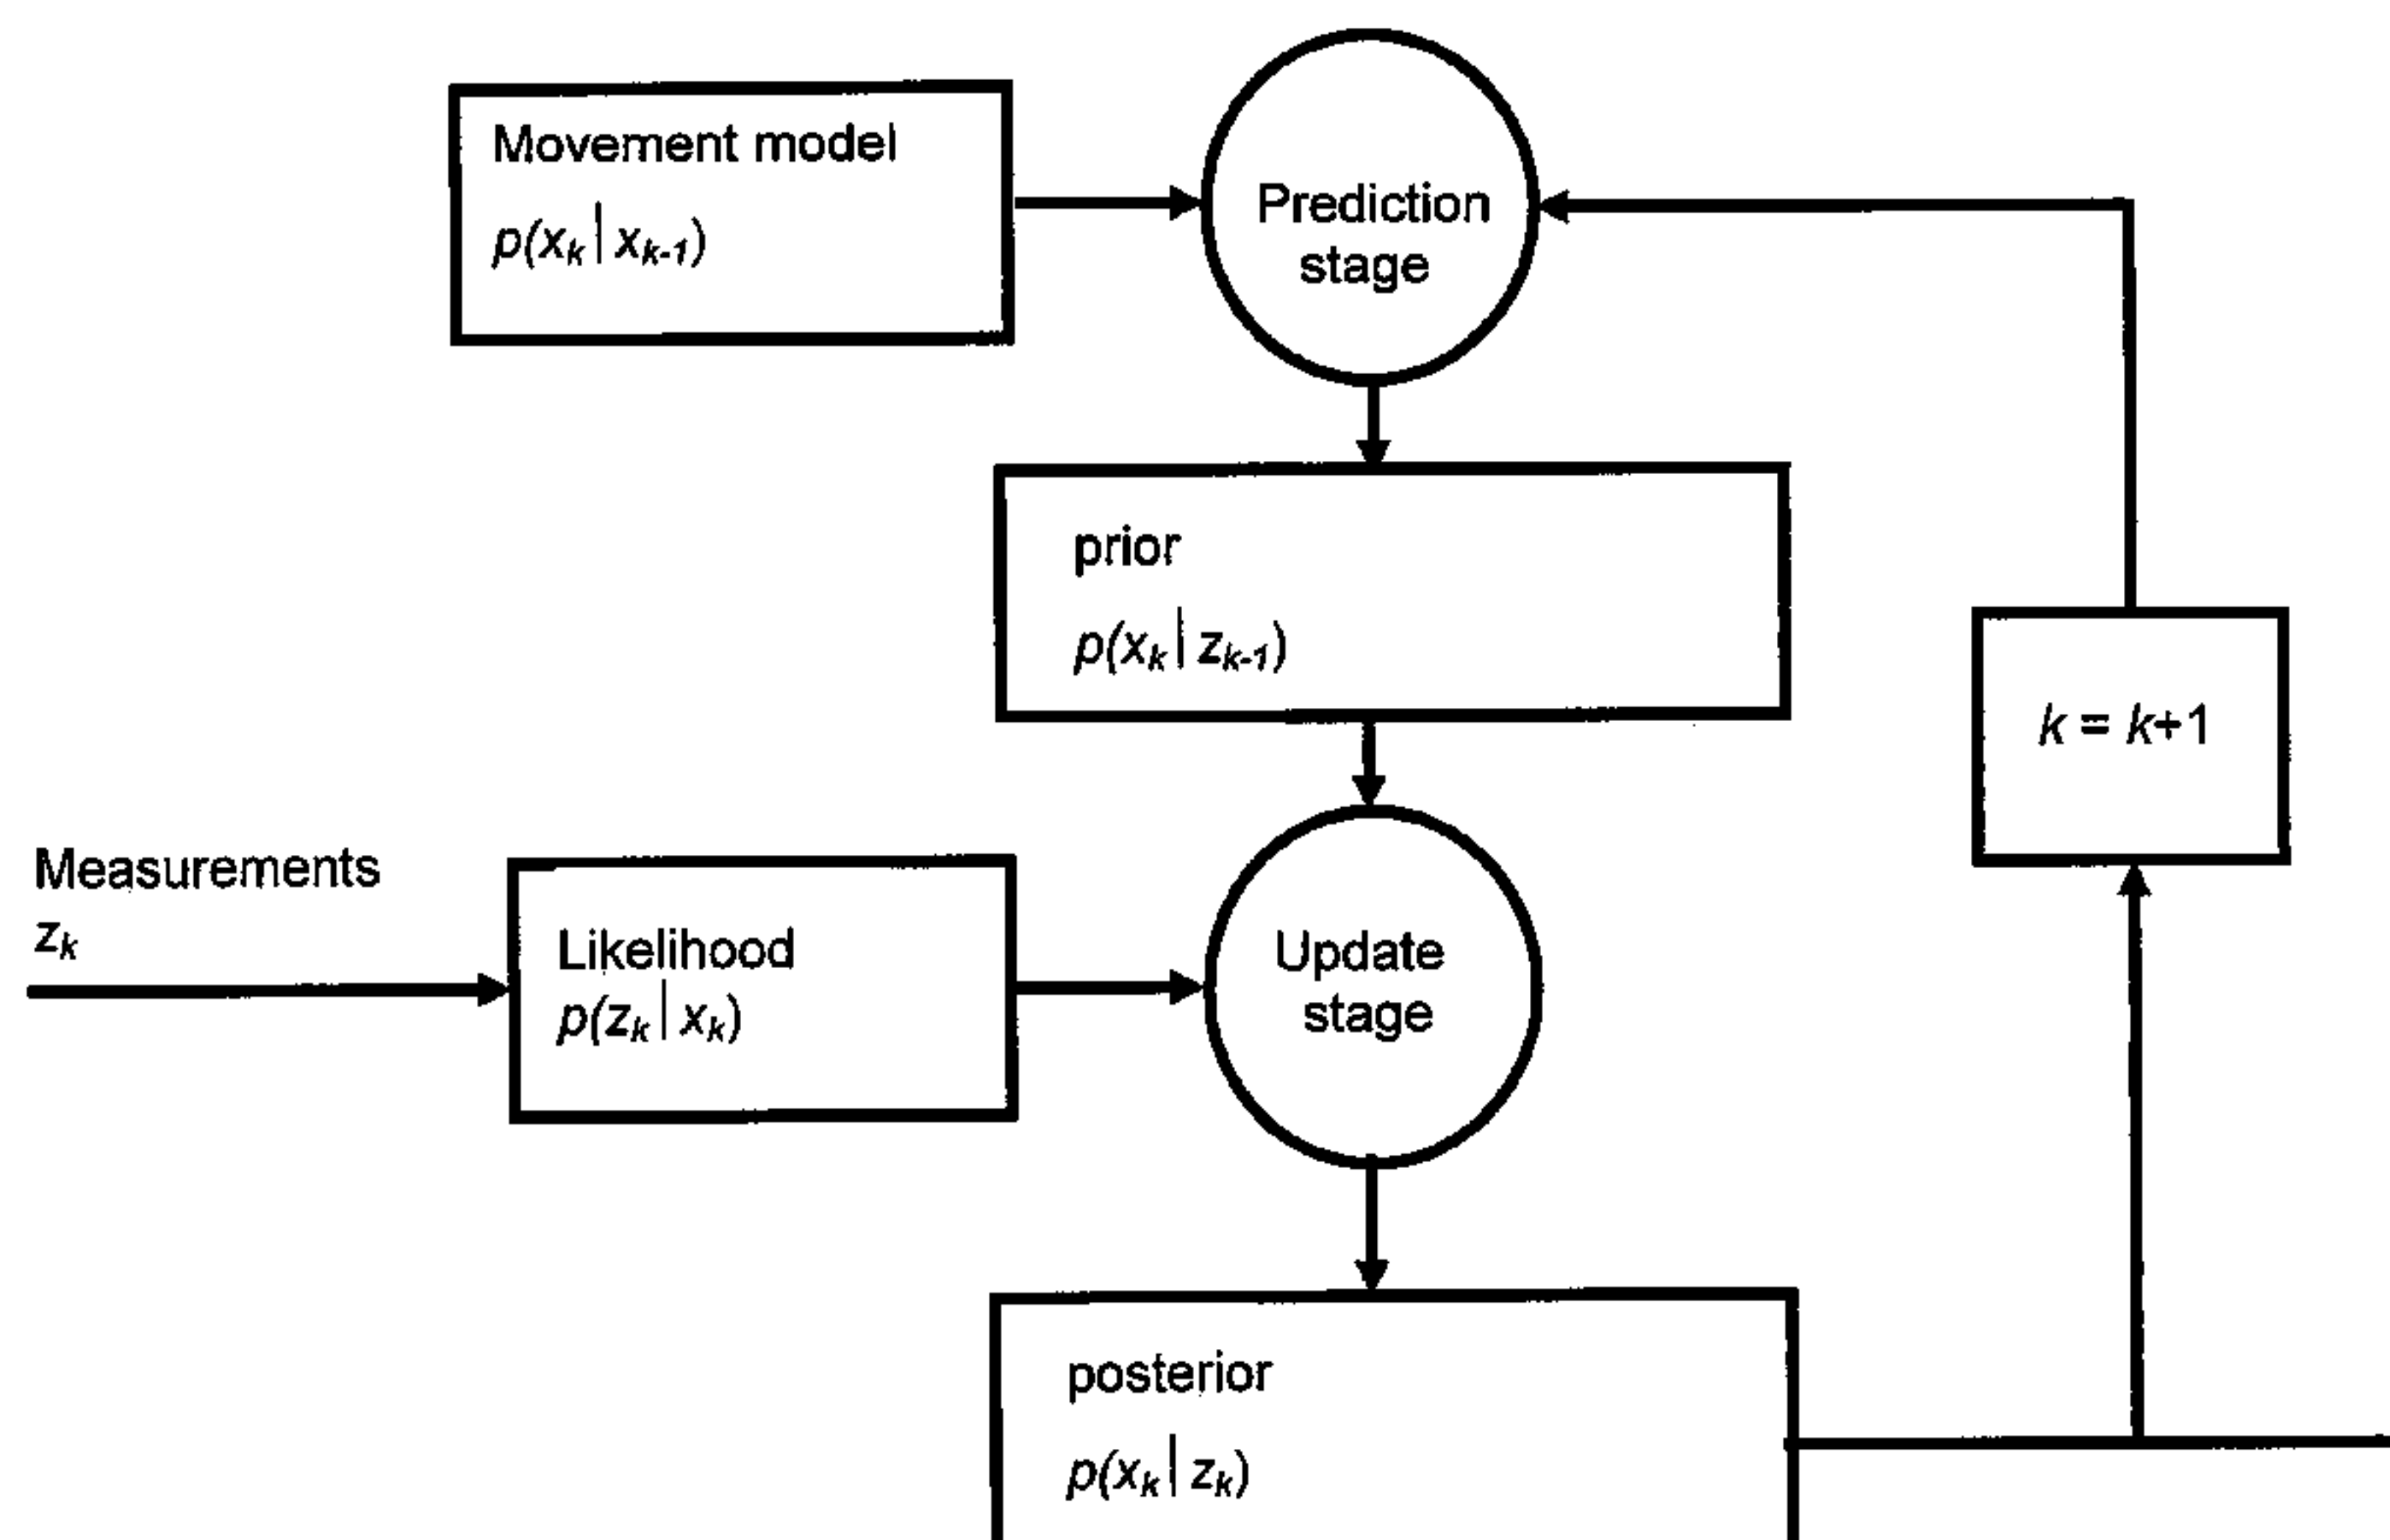 Movement model
p(xₖ|xₖ₋₁)
Prediction
stage
prior
p(xₖ|zₖ₋₁)
k = k+1
Measurements
zₖ
Likelihood
p(zₖ|xₖ)
Update
stage
posterior
p(xₖ|zₖ)